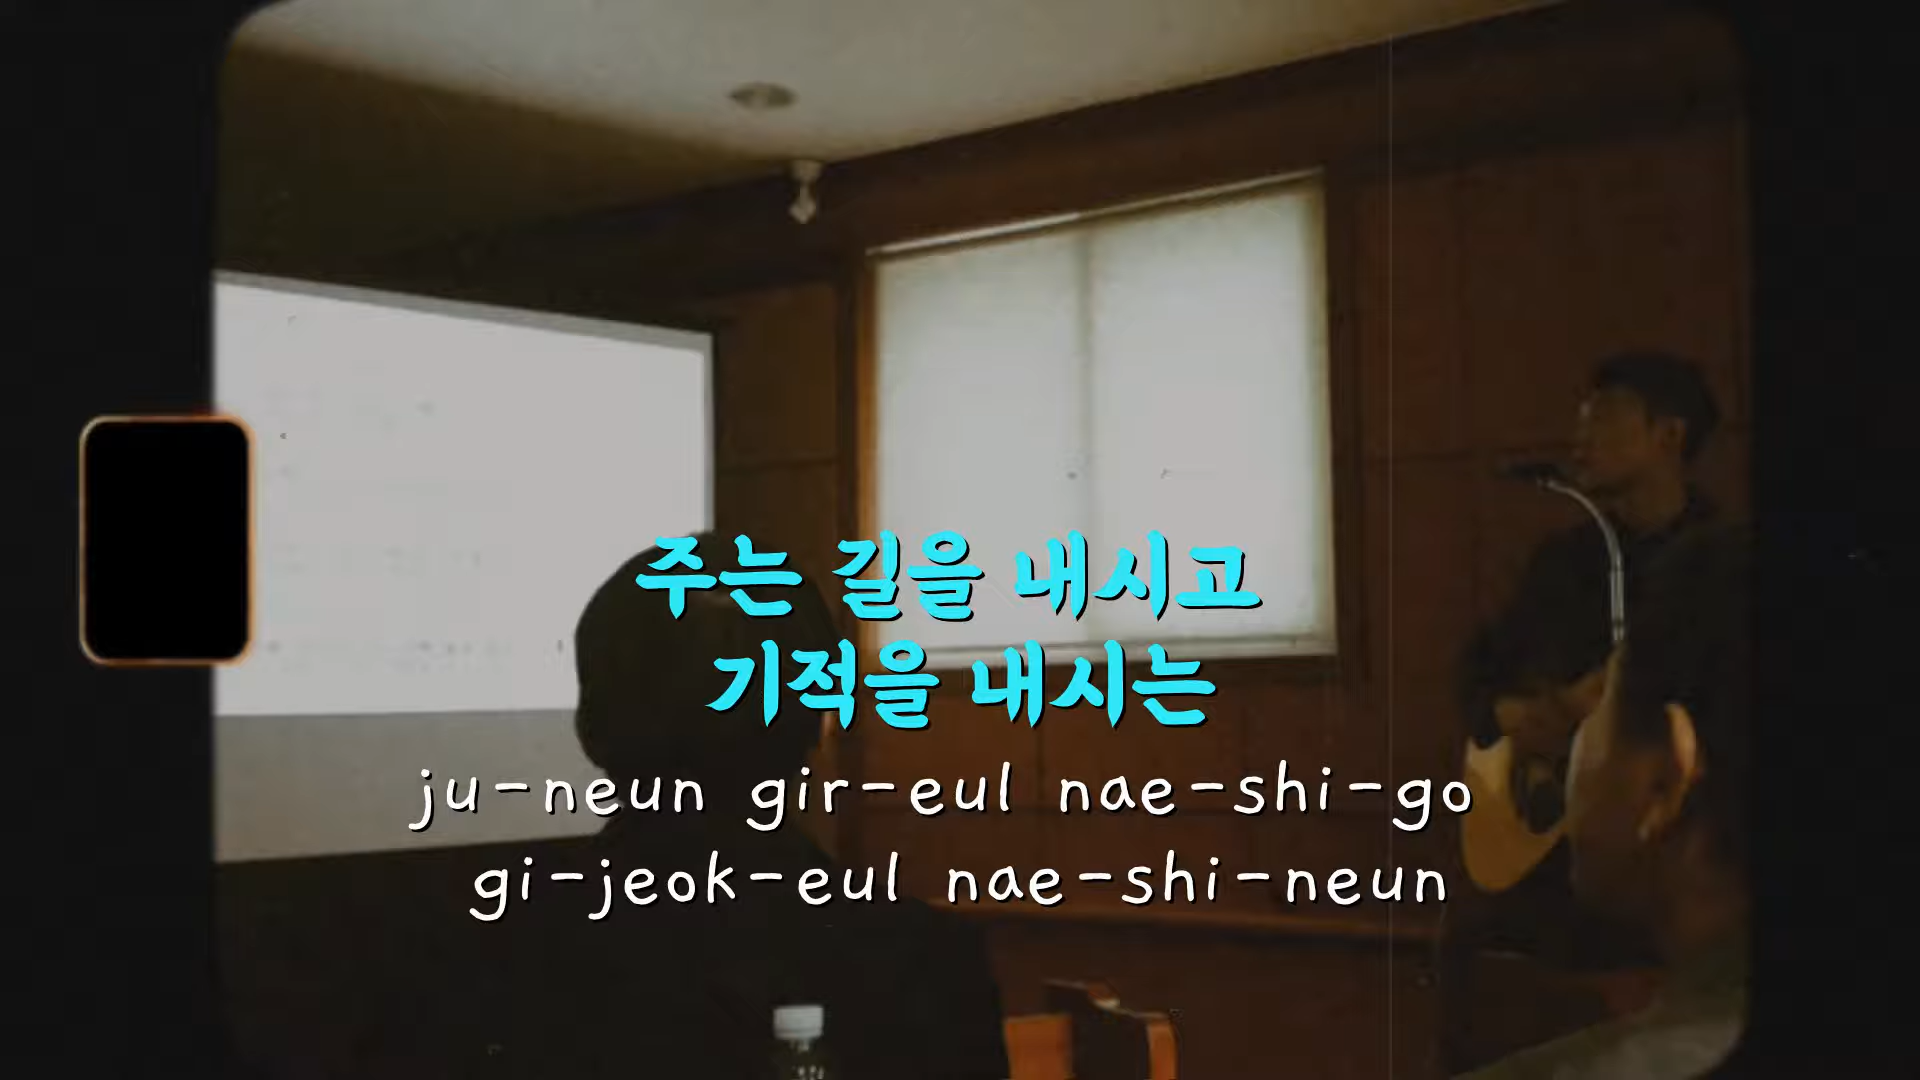 주는 길을 내시고
기적을 내시는
ju-neun gir-eul nae-shi-go
gi-jeok-eul nae-shi-neun